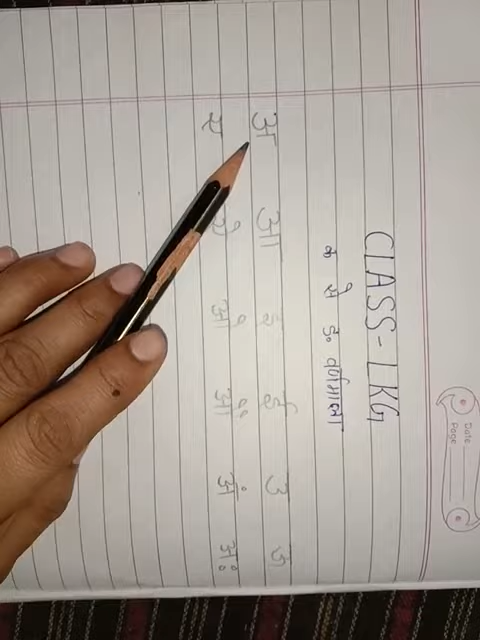 Date
Page
CLASS-LKG
क से ङ वर्णमाला
अ आ इ ई उ ऊ
ए ऐ ओ औ अं अः